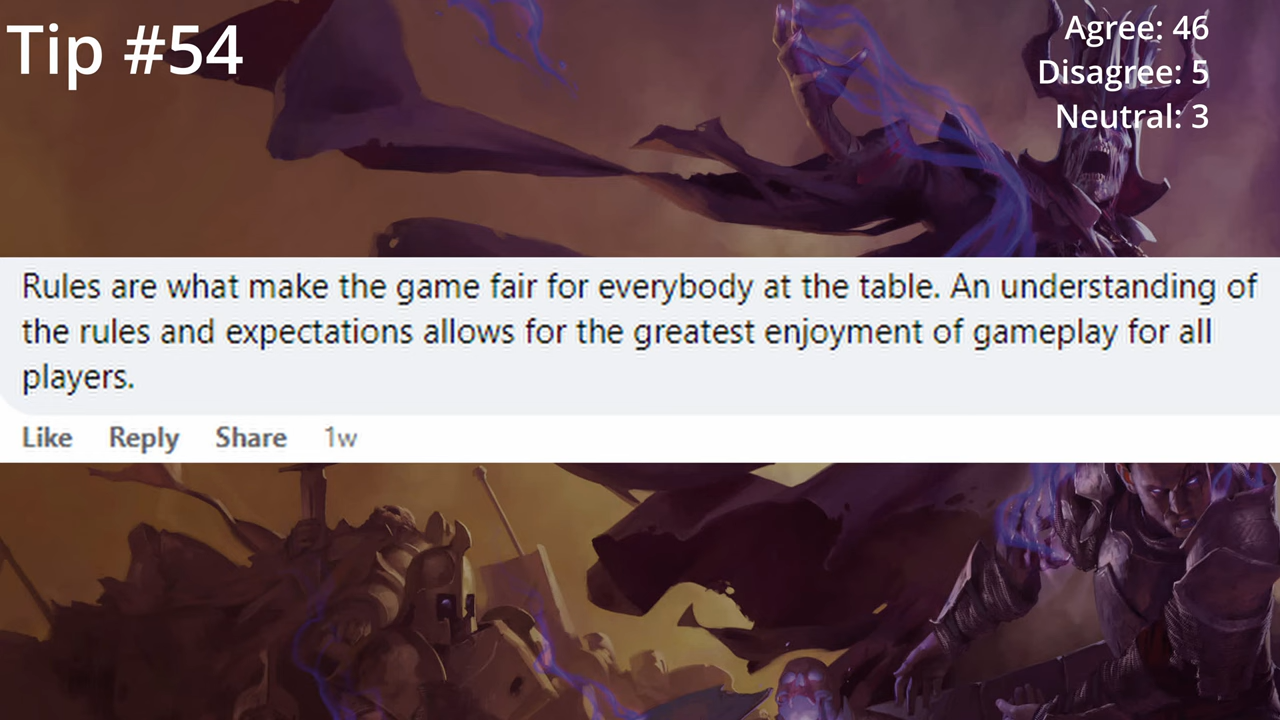 Tip #54
Agree: 46
Disagree: 5
Neutral: 3
Rules are what make the game fair for everybody at the table. An understanding of
the rules and expectations allows for the greatest enjoyment of gameplay for all
players.
Like Reply Share 1w